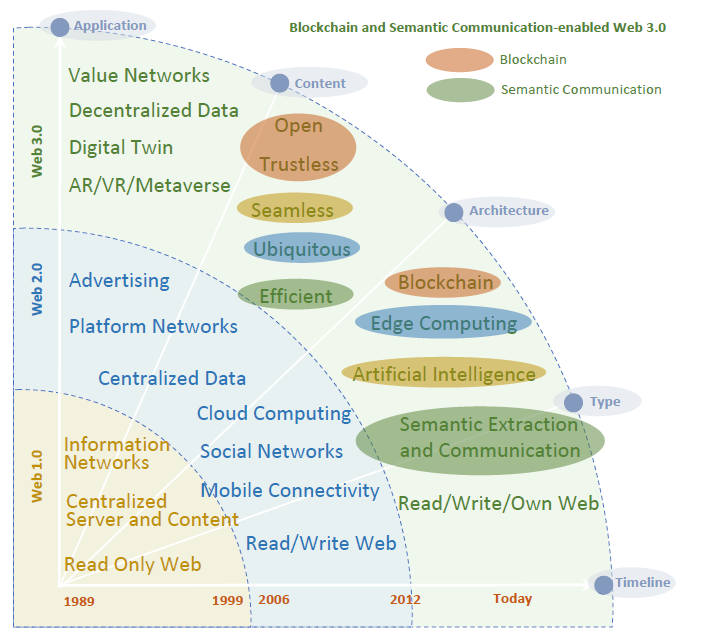 Application
Blockchain and Semantic Communication-enabled Web 3.0
Blockchain
Semantic Communication
Content
Architecture
Type
Timeline
Web 3.0
Value Networks
Decentralized Data
Digital Twin
AR/VR/Metaverse
Open
Trustless
Seamless
Ubiquitous
Efficient
Blockchain
Edge Computing
Artificial Intelligence
Semantic Extraction
and Communication
Read/Write/Own Web
Web 2.0
Advertising
Platform Networks
Centralized Data
Cloud Computing
Social Networks
Mobile Connectivity
Read/Write Web
Web 1.0
Information
Networks
Centralized
Server and Content
Read Only Web
1989
1999
2006
2012
Today